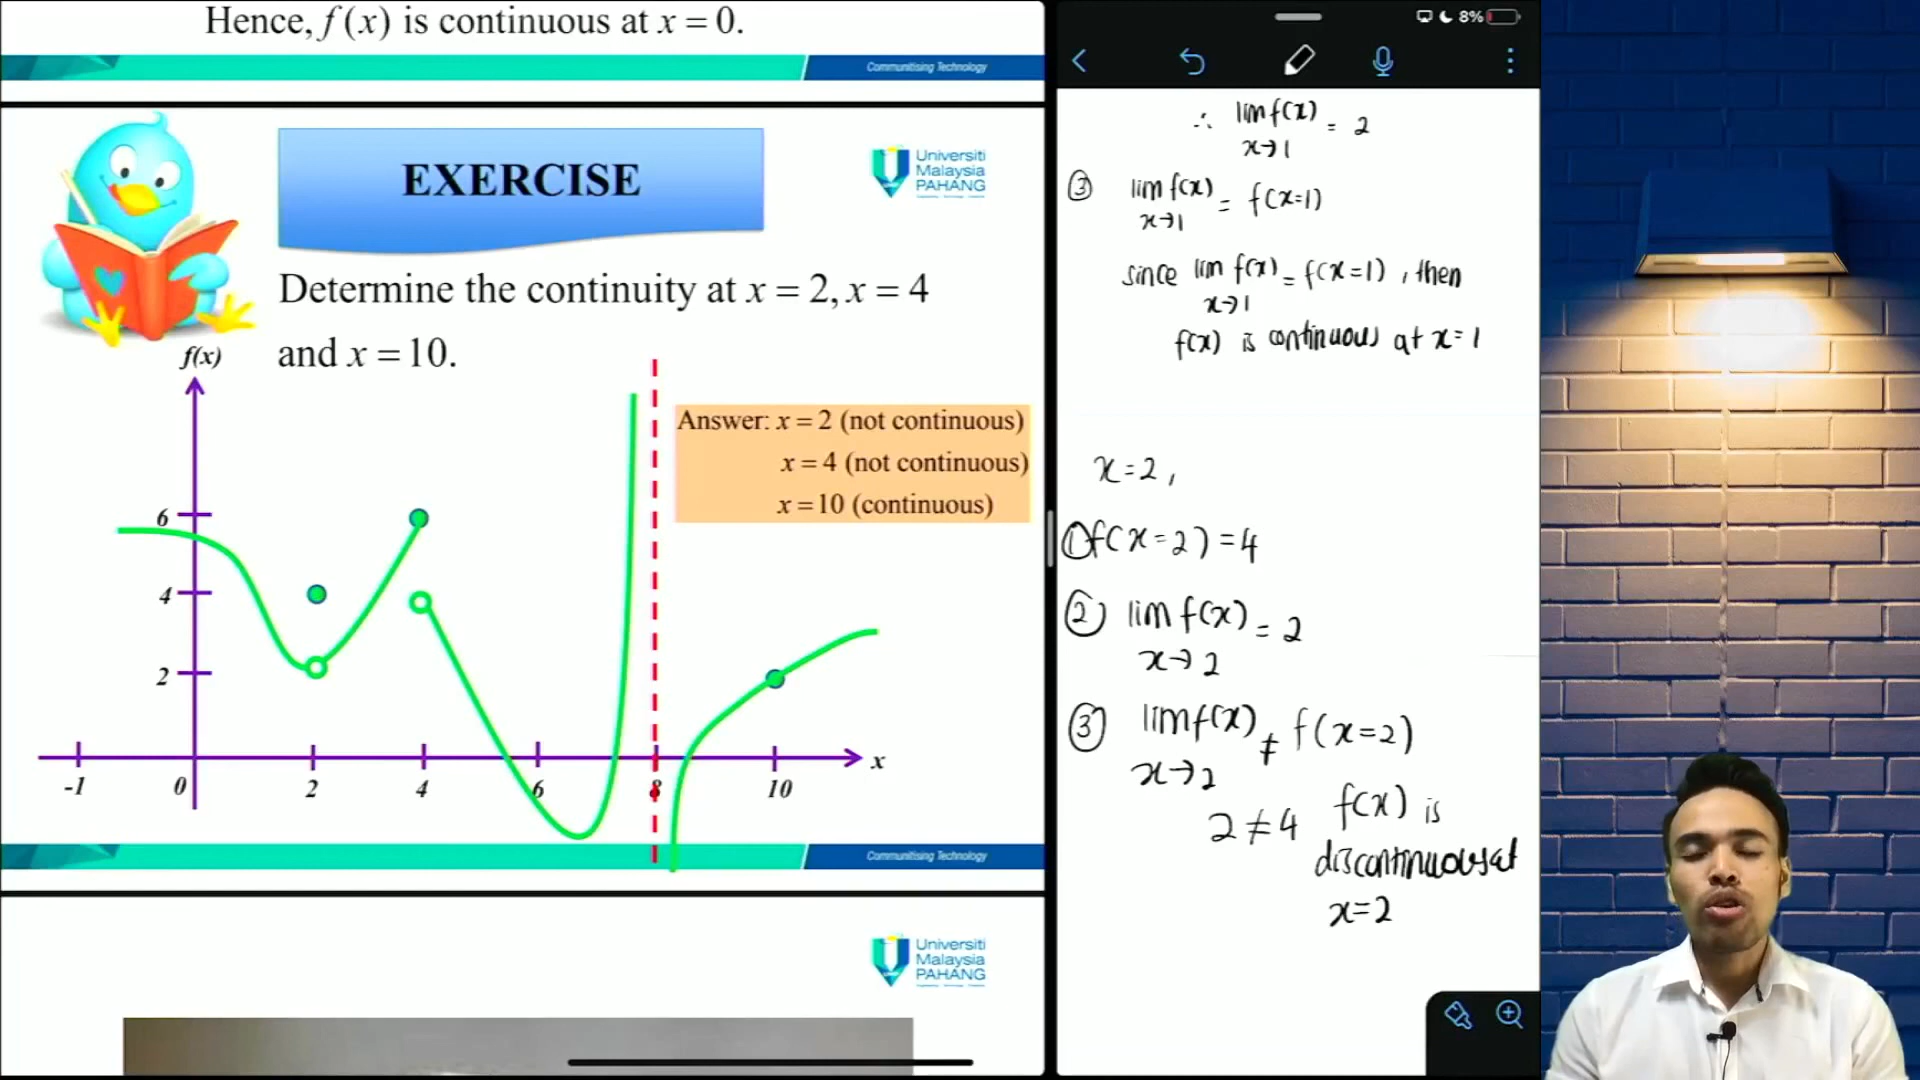 Hence, f(x) is continuous at x = 0.
Communitising Technology
EXERCISE
Universiti
Malaysia
PAHANG
Determine the continuity at x = 2, x = 4
and x = 10.
f(x)
Answer: x = 2 (not continuous)
x = 4 (not continuous)
x = 10 (continuous)
6
4
2
-1 0 2 4 6 8 10 x
Communitising Technology
Universiti
Malaysia
PAHANG
8%
∴ lim f(x) = 2
x→1
③ lim f(x) = f(x=1)
x→1
since lim f(x) = f(x=1), then
x→1
f(x) is continuous at x=1
x=2,
① f(x=2) = 4
② lim f(x) = 2
x→2
③ lim f(x) ≠ f(x=2)
x→2
2≠4 f(x) is
discontinuous at
x=2